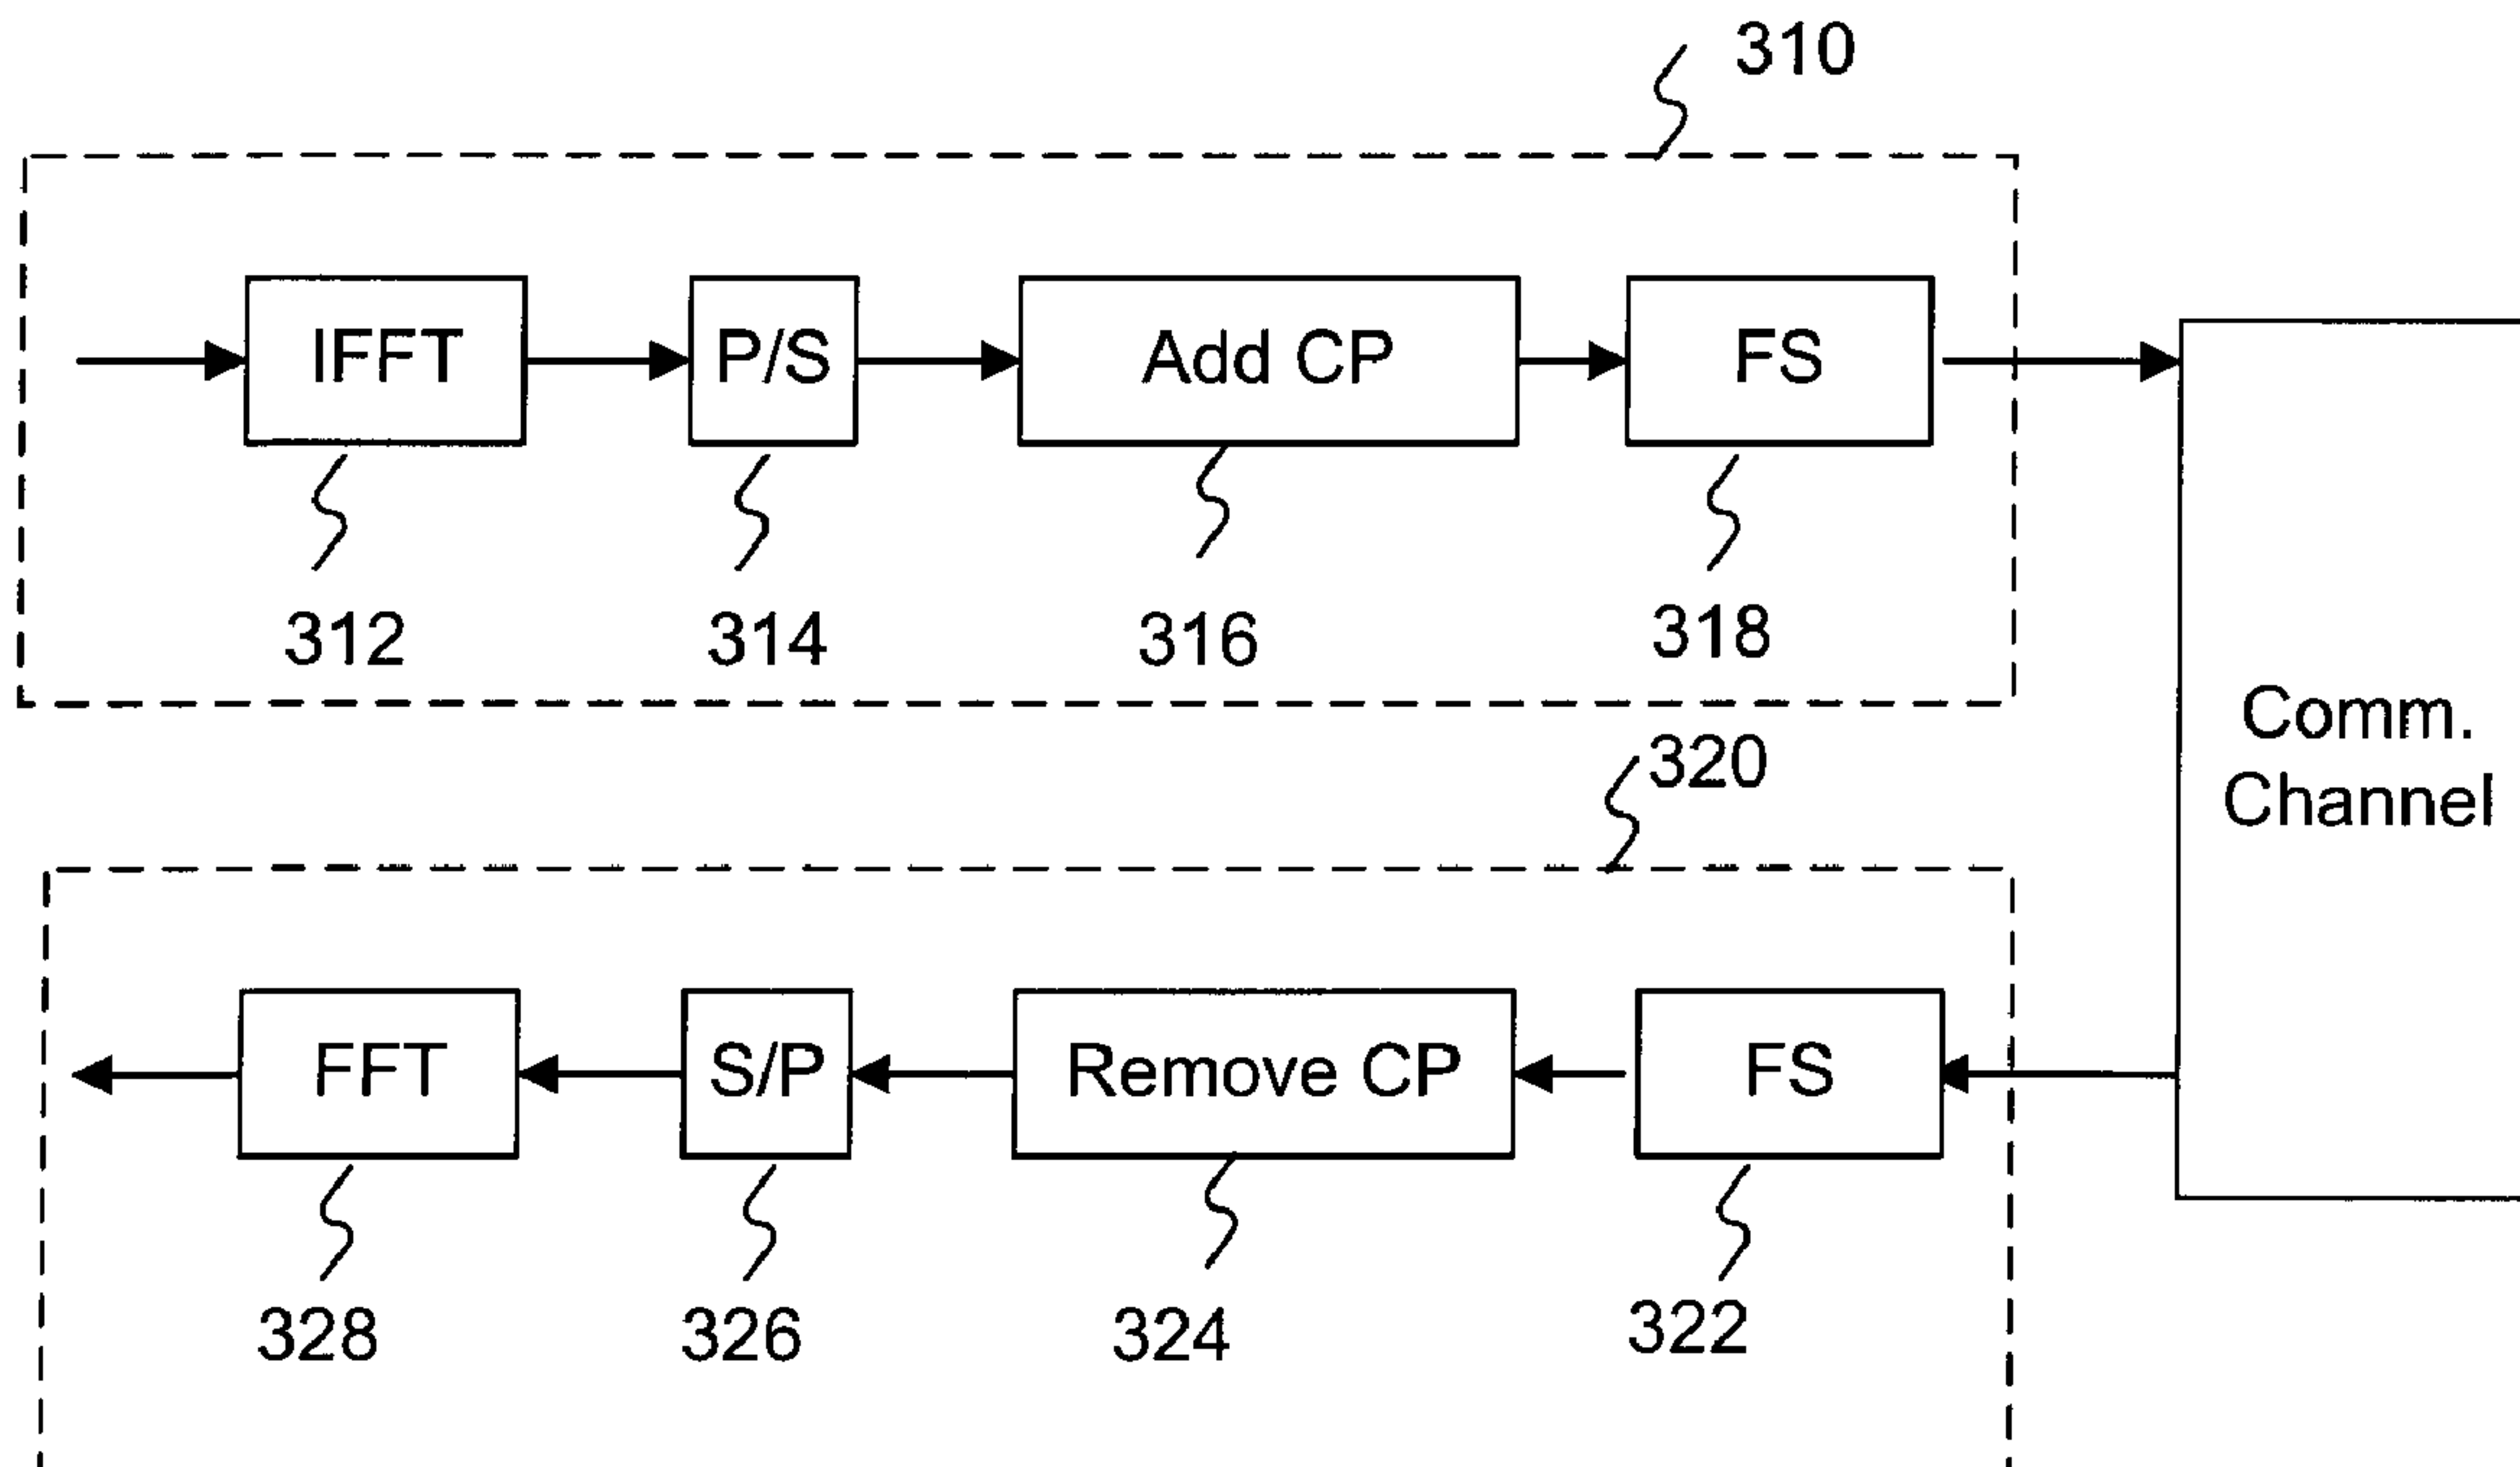 310
IFFT
P/S
Add CP
FS
312
314
316
318
Comm.
Channel
320
FFT
S/P
Remove CP
FS
328
326
324
322